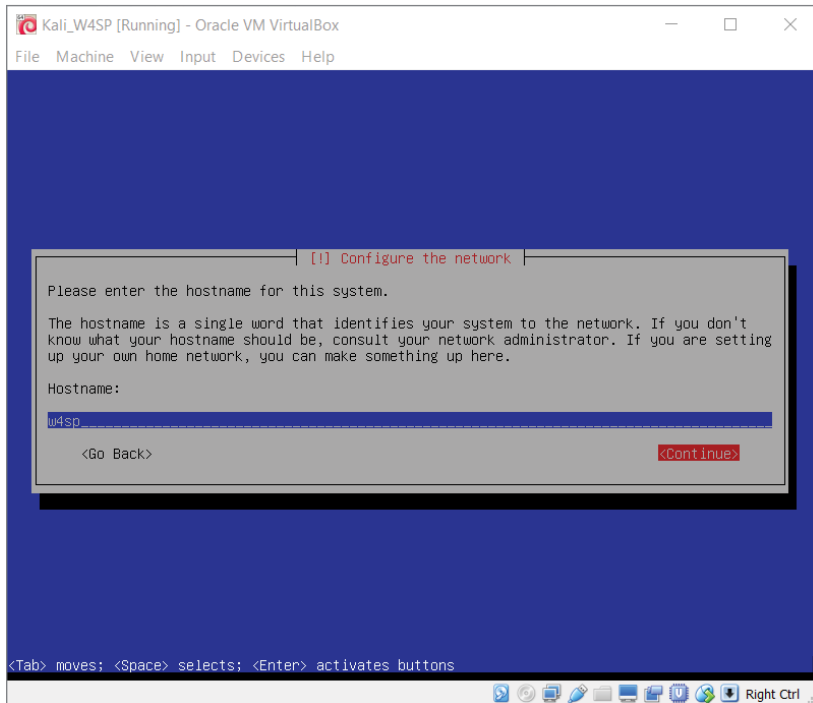 Kali_W4SP [Running] - Oracle VM VirtualBox
File Machine View Input Devices Help
[!] Configure the network
Please enter the hostname for this system.
The hostname is a single word that identifies your system to the network. If you don't
know what your hostname should be, consult your network administrator. If you are setting
up your own home network, you can make something up here.
Hostname:
w4sp
<Go Back> <Continue>
<Tab> moves; <Space> selects; <Enter> activates buttons
Right Ctrl